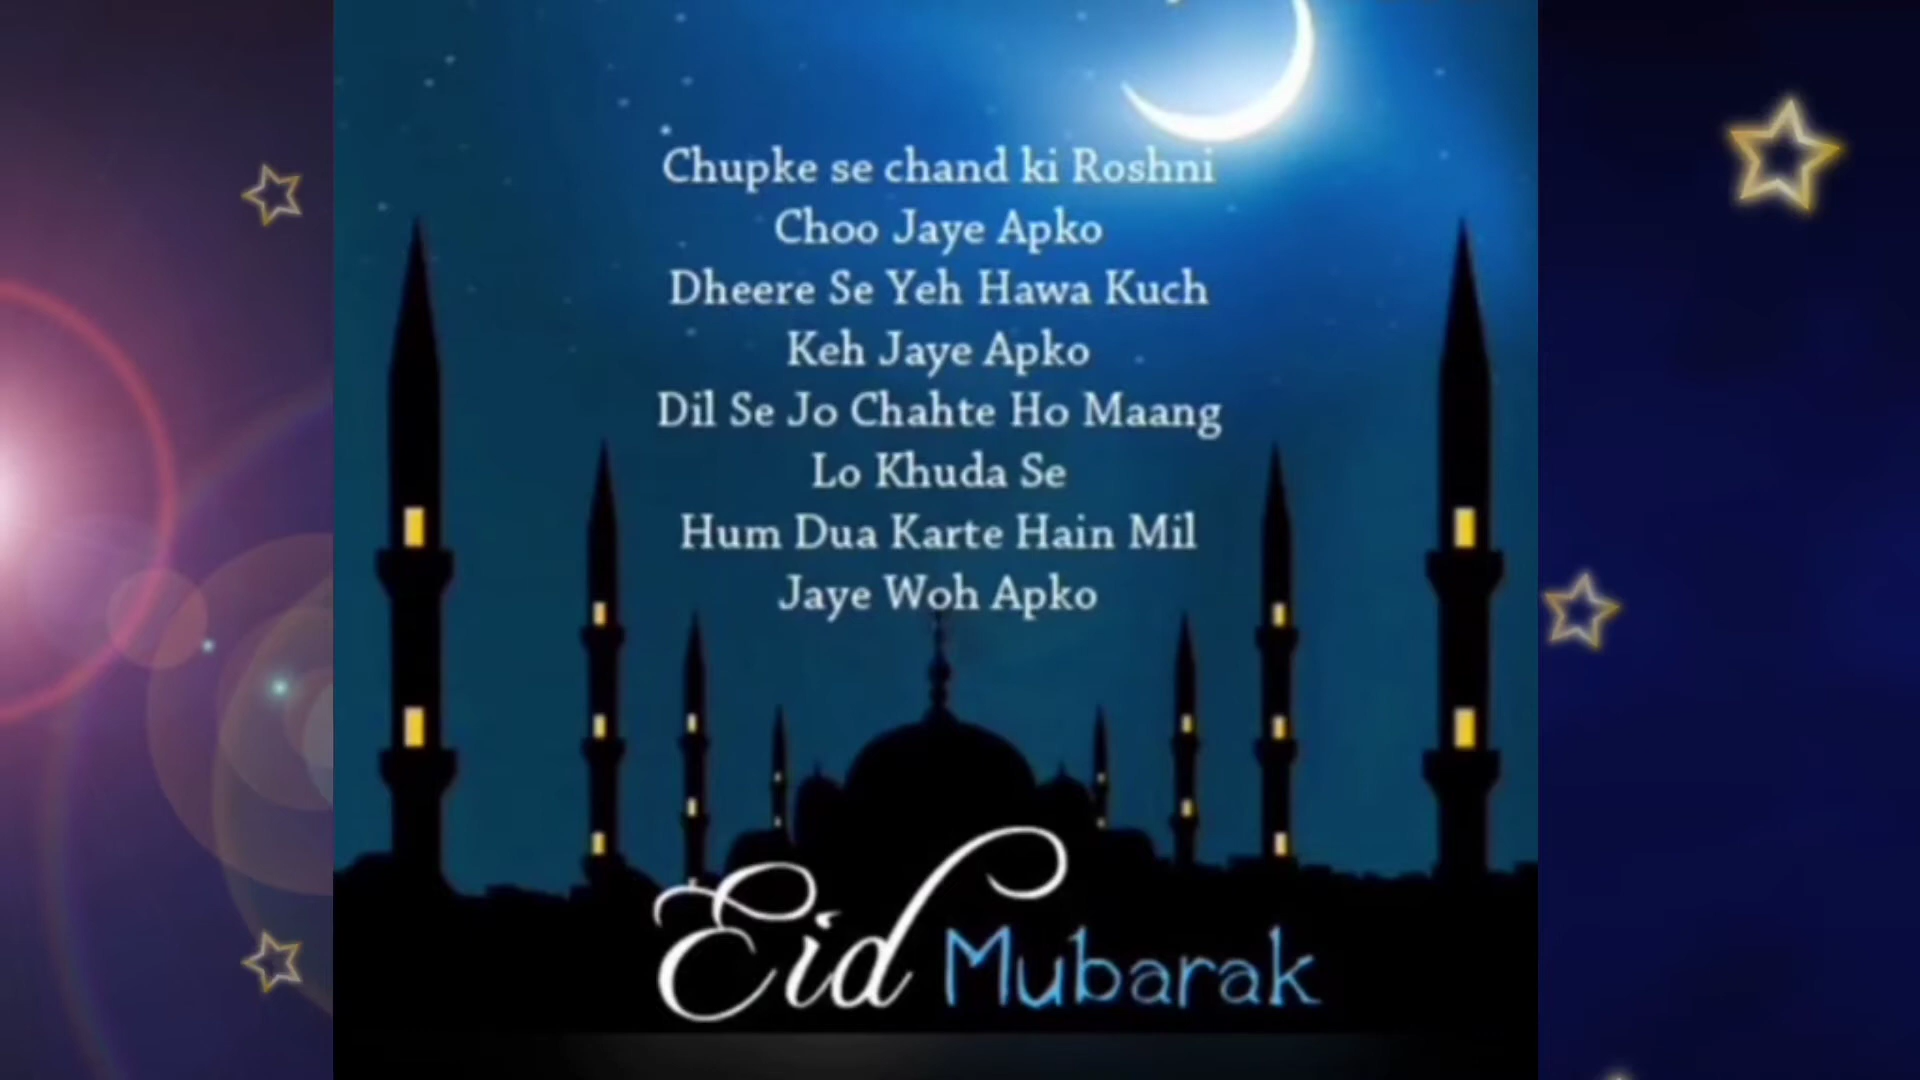 Chupke se chand ki Roshni
Choo Jaye Apko
Dheere Se Yeh Hawa Kuch
Keh Jaye Apko
Dil Se Jo Chahte Ho Maang
Lo Khuda Se
Hum Dua Karte Hain Mil
Jaye Woh Apko
Eid Mubarak